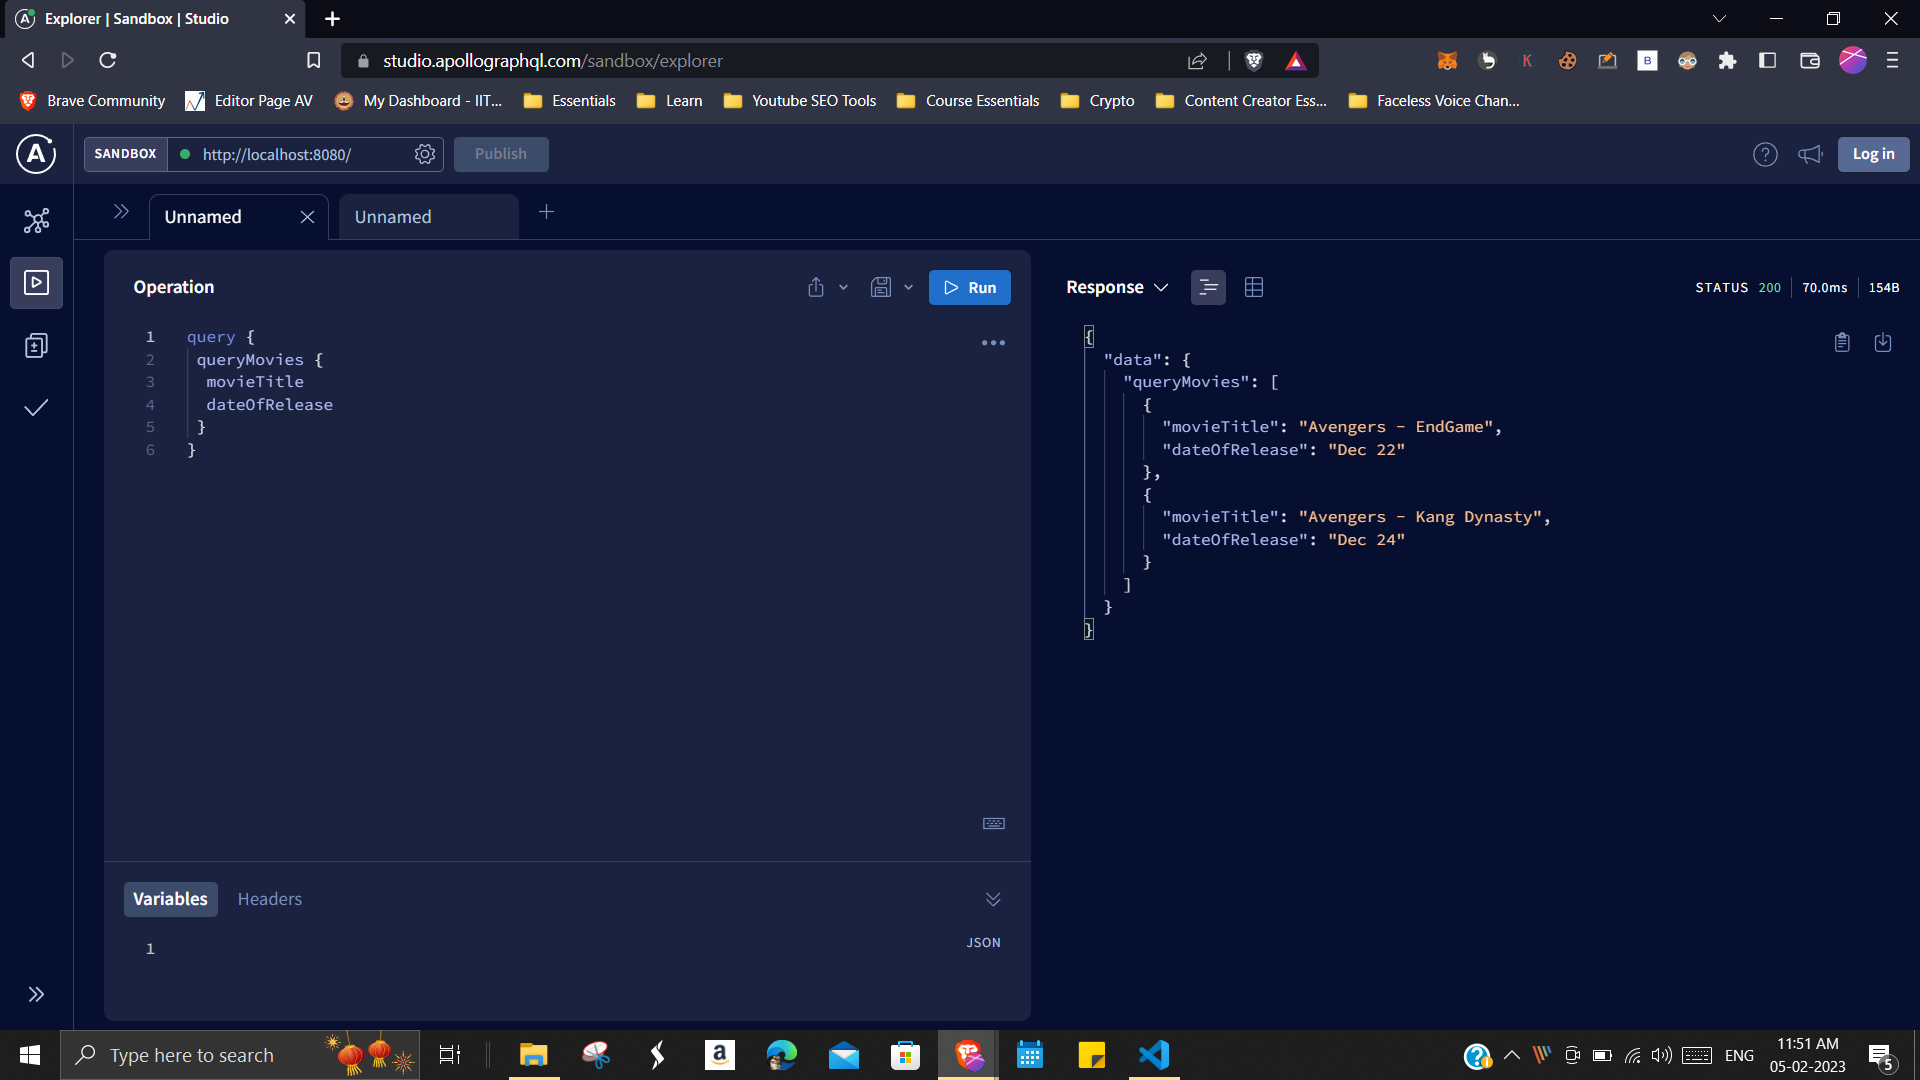 Explorer | Sandbox | Studio
studio.apollographql.com/sandbox/explorer
K
B
Brave Community
Editor Page AV
My Dashboard - IIT...
Essentials
Learn
Youtube SEO Tools
Course Essentials
Crypto
Content Creator Ess...
Faceless Voice Chan...
A
SANDBOX
http://localhost:8080/
Publish
Log in
Unnamed
Unnamed
Operation
Run
1 query {
2 queryMovies {
3 movieTitle
4 dateOfRelease
5 }
6 }
Variables
Headers
1
JSON
Response
STATUS 200
70.0ms
154B
{
"data": {
"queryMovies": [
{
"movieTitle": "Avengers - EndGame",
"dateOfRelease": "Dec 22"
},
{
"movieTitle": "Avengers - Kang Dynasty",
"dateOfRelease": "Dec 24"
}
]
}
}
Type here to search
a
ENG
11:51 AM
05-02-2023
5